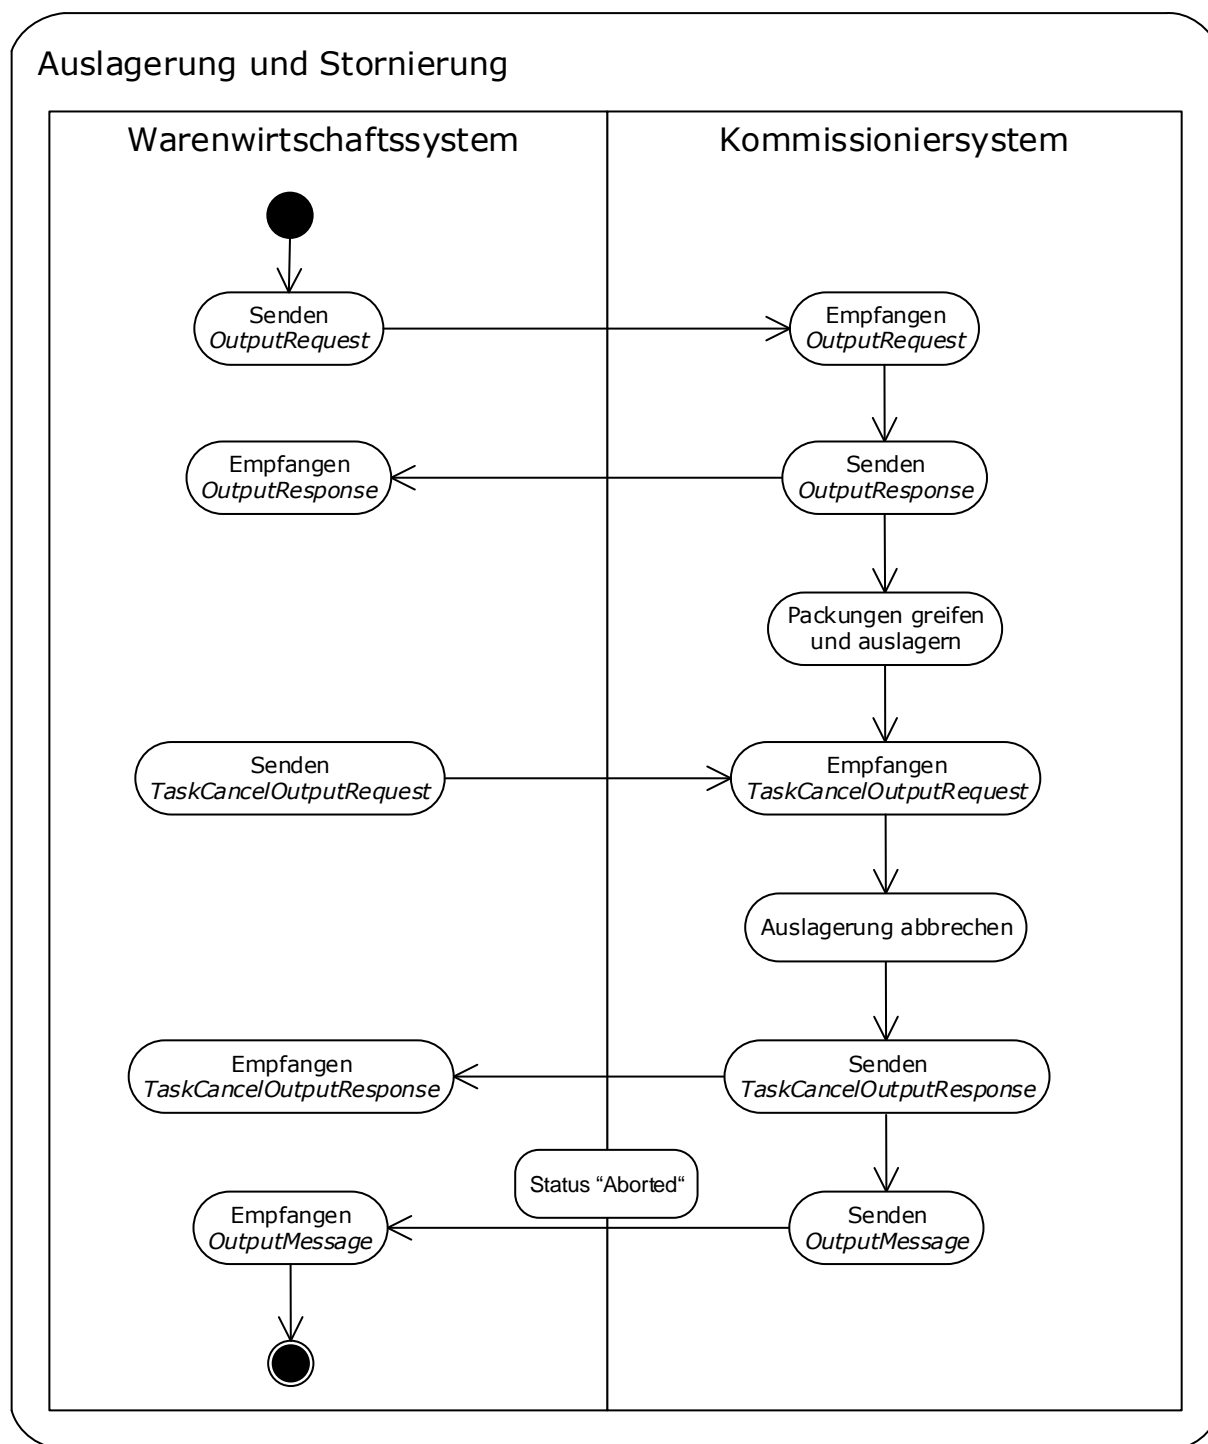 Auslagerung und Stornierung
Warenwirtschaftssystem
Kommissioniersystem
Senden
OutputRequest
Empfangen
OutputRequest
Empfangen
OutputResponse
Senden
OutputResponse
Packungen greifen
und auslagern
Senden
TaskCancelOutputRequest
Empfangen
TaskCancelOutputRequest
Auslagerung abbrechen
Empfangen
TaskCancelOutputResponse
Senden
TaskCancelOutputResponse
Status “Aborted“
Empfangen
OutputMessage
Senden
OutputMessage